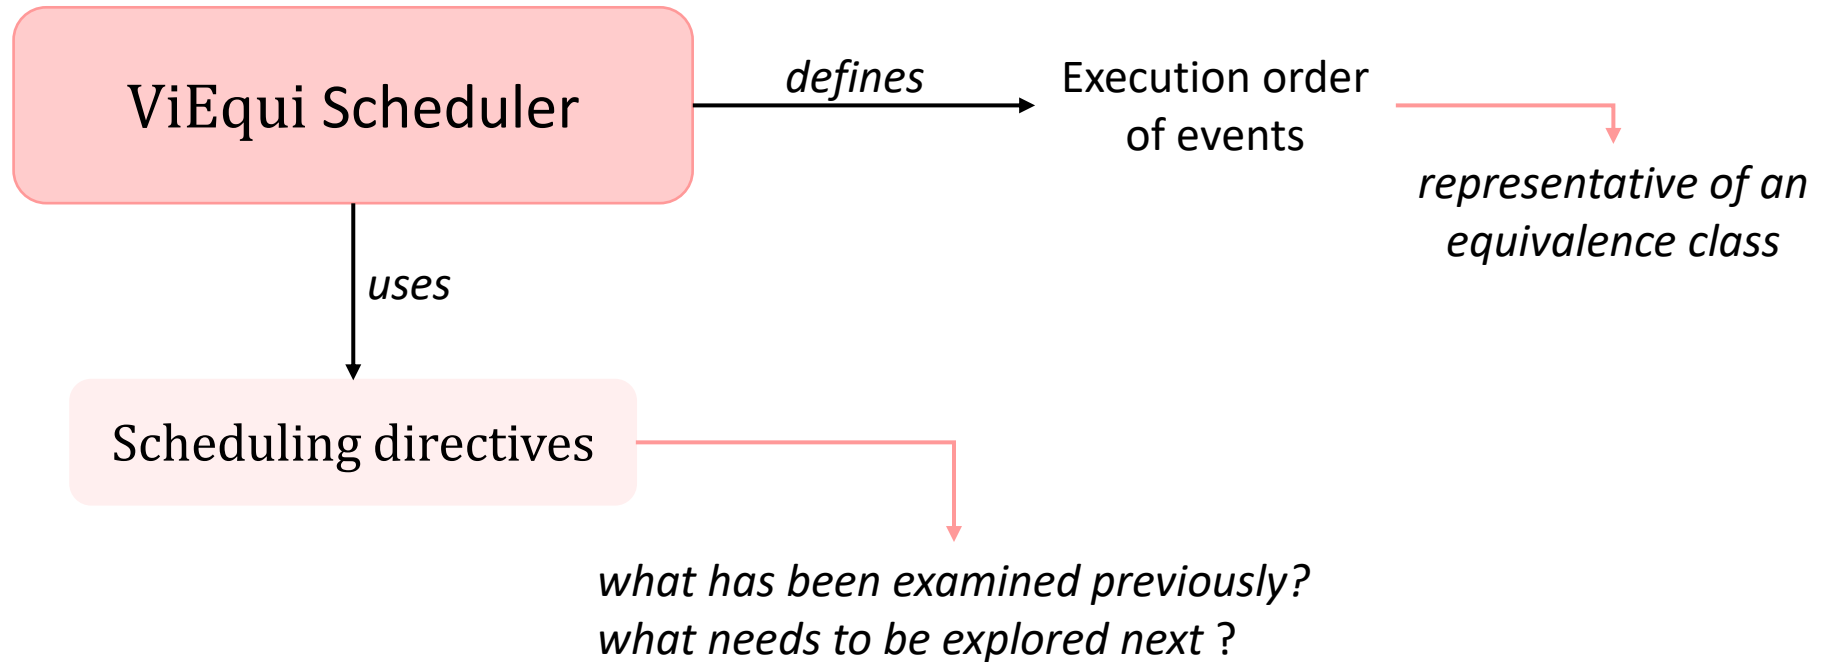 ViEqui Scheduler
defines
Execution order
of events
representative of an
equivalence class
uses
Scheduling directives
what has been examined previously?
what needs to be explored next ?